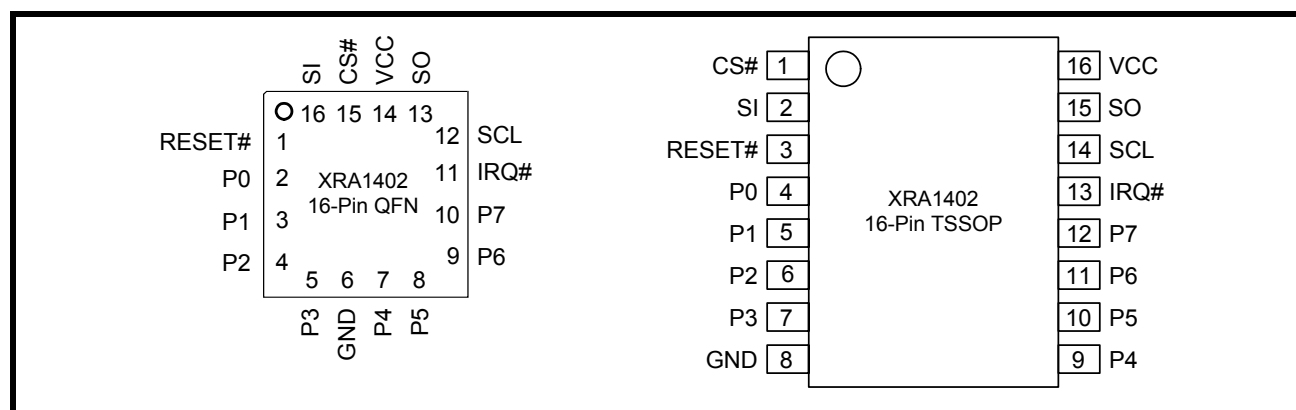 SI CS# VCC SO
16 15 14 13
RESET# 1
P0 2
P1 3
P2 4
XRA1402
16-Pin QFN
12 SCL
11 IRQ#
10 P7
9 P6
5 6 7 8
P3 GND P4 P5
CS# 1
SI 2
RESET# 3
P0 4
P1 5
P2 6
P3 7
GND 8
XRA1402
16-Pin TSSOP
16 VCC
15 SO
14 SCL
13 IRQ#
12 P7
11 P6
10 P5
9 P4